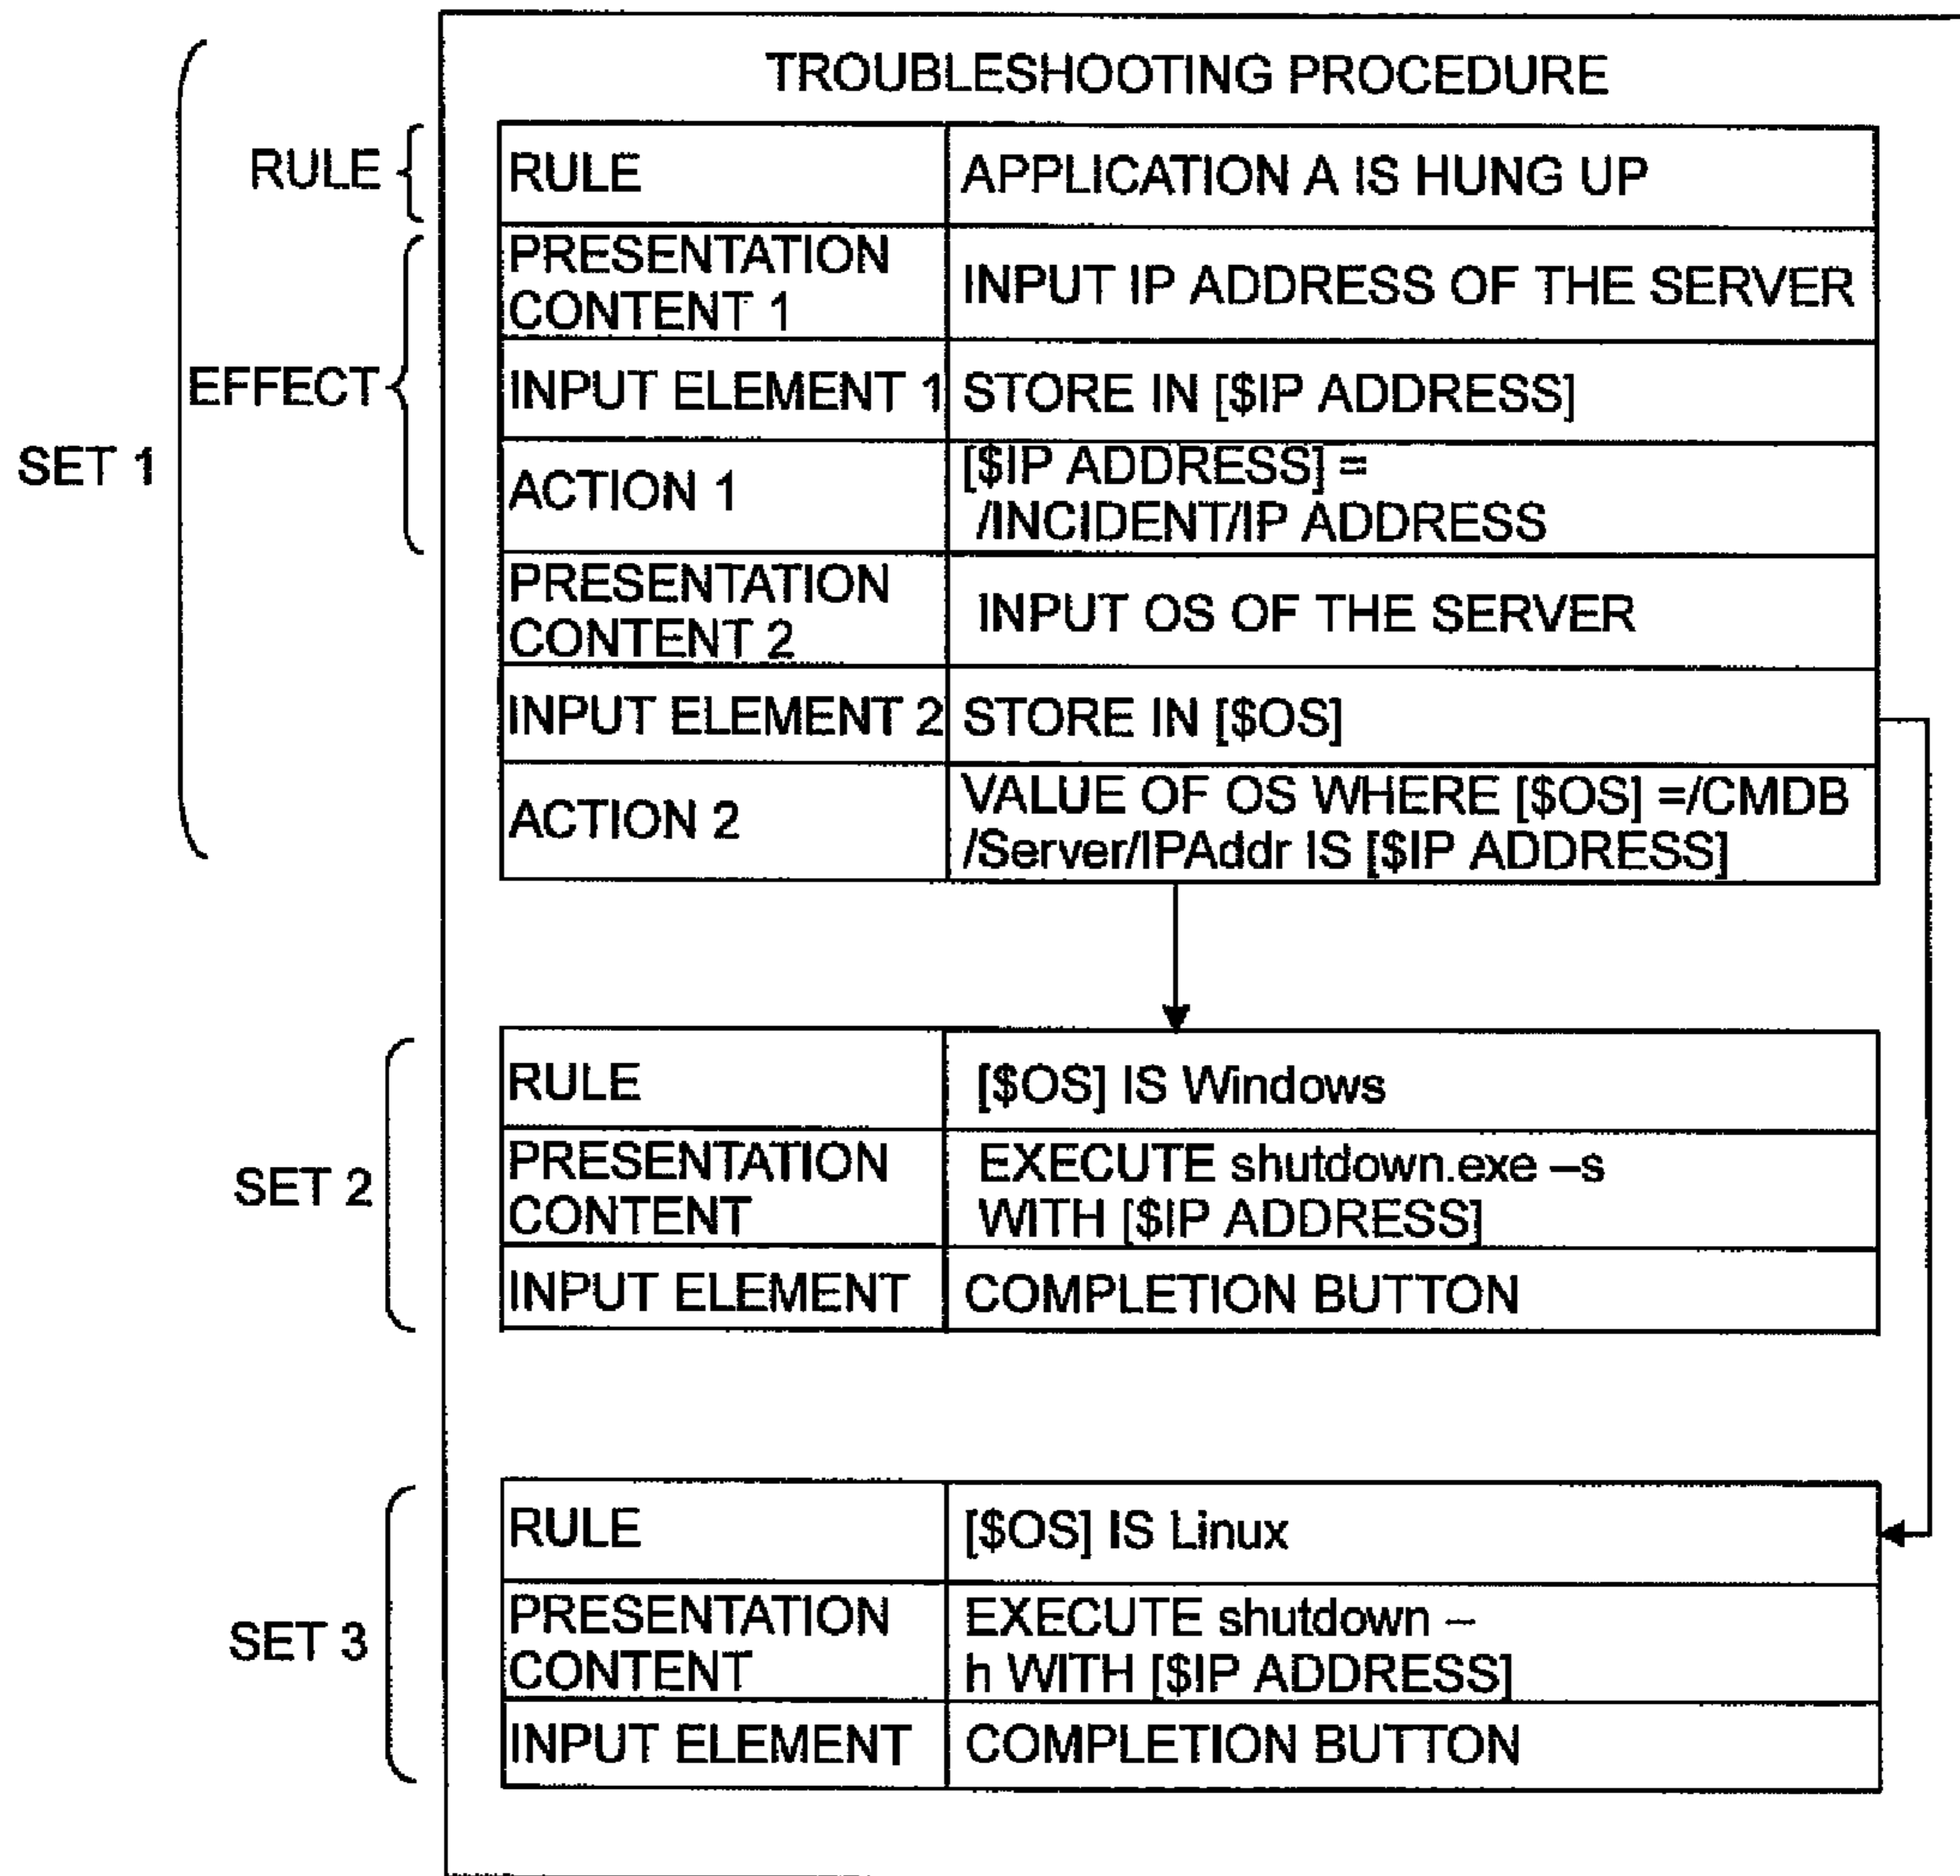 TROUBLESHOOTING PROCEDURE
SET 1
RULE
RULE
APPLICATION A IS HUNG UP
EFFECT
PRESENTATION
CONTENT 1
INPUT IP ADDRESS OF THE SERVER
INPUT ELEMENT 1
STORE IN [$IP ADDRESS]
ACTION 1
[$IP ADDRESS] =
/INCIDENT/IP ADDRESS
PRESENTATION
CONTENT 2
INPUT OS OF THE SERVER
INPUT ELEMENT 2
STORE IN [$OS]
ACTION 2
VALUE OF OS WHERE [$OS] =/CMDB
/Server/IPAddr IS [$IP ADDRESS]
SET 2
RULE
[$OS] IS Windows
PRESENTATION
CONTENT
EXECUTE shutdown.exe –s
WITH [$IP ADDRESS]
INPUT ELEMENT
COMPLETION BUTTON
SET 3
RULE
[$OS] IS Linux
PRESENTATION
CONTENT
EXECUTE shutdown –
h WITH [$IP ADDRESS]
INPUT ELEMENT
COMPLETION BUTTON